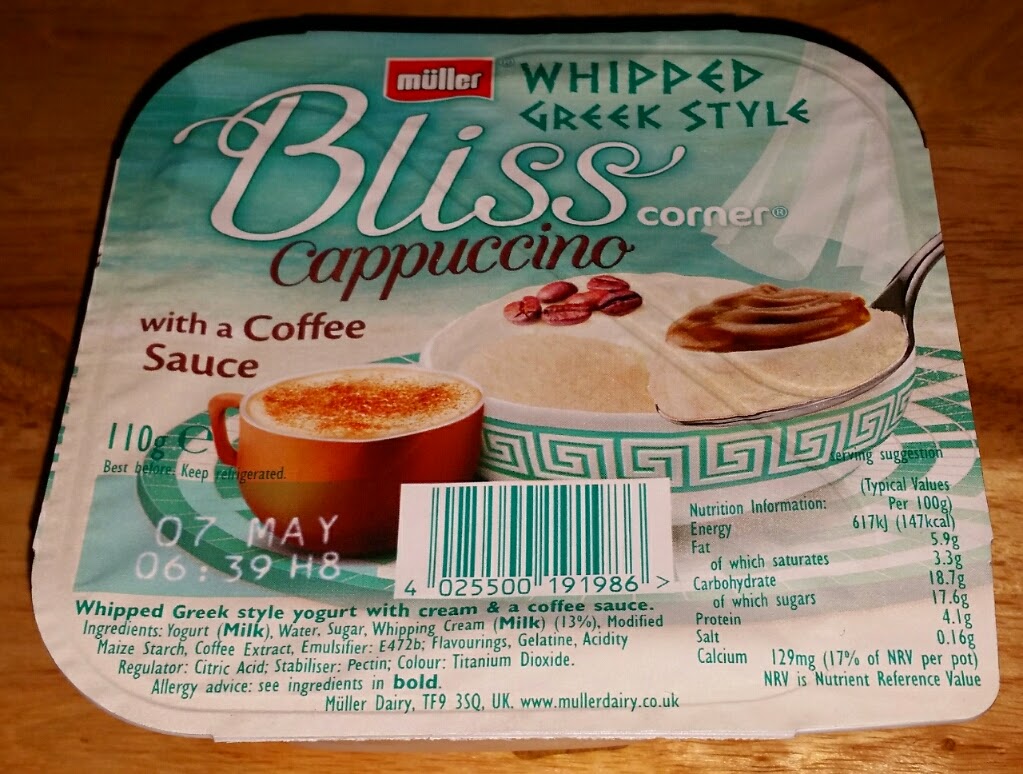 müller
WHIPPED
GREEK STYLE
Bliss corner®
Cappuccino
with a Coffee
Sauce
110g ℮
Best before: Keep refrigerated.
07 MAY
06:39 H8
serving suggestion
(Typical Values
Nutrition Information: Per 100g)
Energy 617kJ (147kcal)
Fat 5.9g
of which saturates 3.3g
Carbohydrate 18.7g
of which sugars 17.6g
Protein 4.1g
Salt 0.16g
Calcium 129mg (17% of NRV per pot)
NRV is Nutrient Reference Value
4 025500 191986 >
Whipped Greek style yogurt with cream & a coffee sauce.
Ingredients: Yogurt (Milk), Water, Sugar, Whipping Cream (Milk) (13%), Modified
Maize Starch, Coffee Extract, Emulsifier: E472b; Flavourings, Gelatine, Acidity
Regulator: Citric Acid; Stabiliser: Pectin; Colour: Titanium Dioxide.
Allergy advice: see ingredients in bold.
Müller Dairy, TF9 3SQ, UK. www.mullerdairy.co.uk